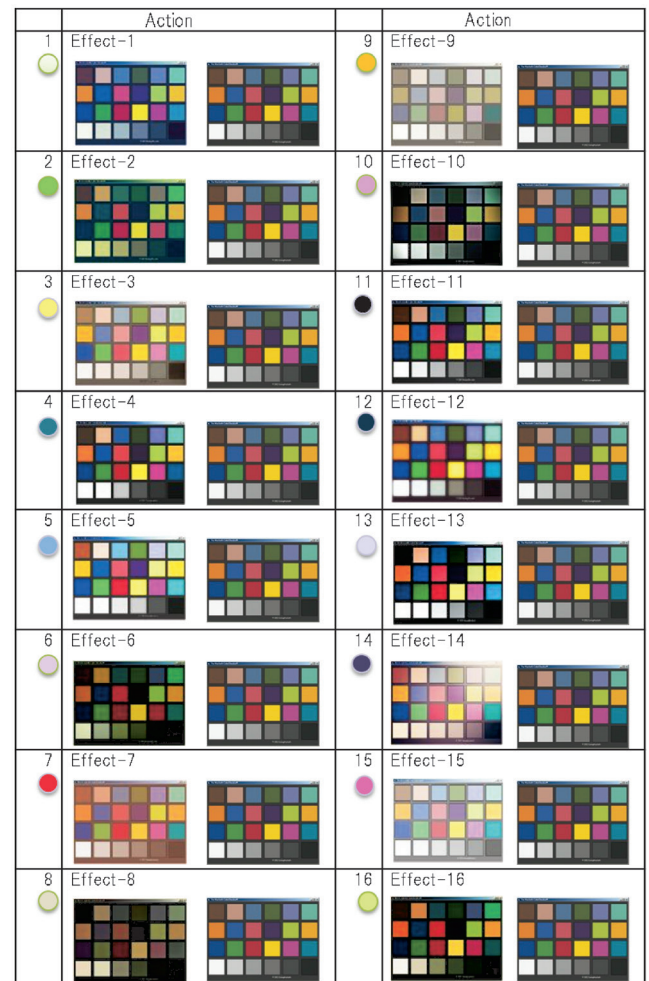 Action Action
1 Effect-1 9 Effect-9
2 Effect-2 10 Effect-10
3 Effect-3 11 Effect-11
4 Effect-4 12 Effect-12
5 Effect-5 13 Effect-13
6 Effect-6 14 Effect-14
7 Effect-7 15 Effect-15
8 Effect-8 16 Effect-16